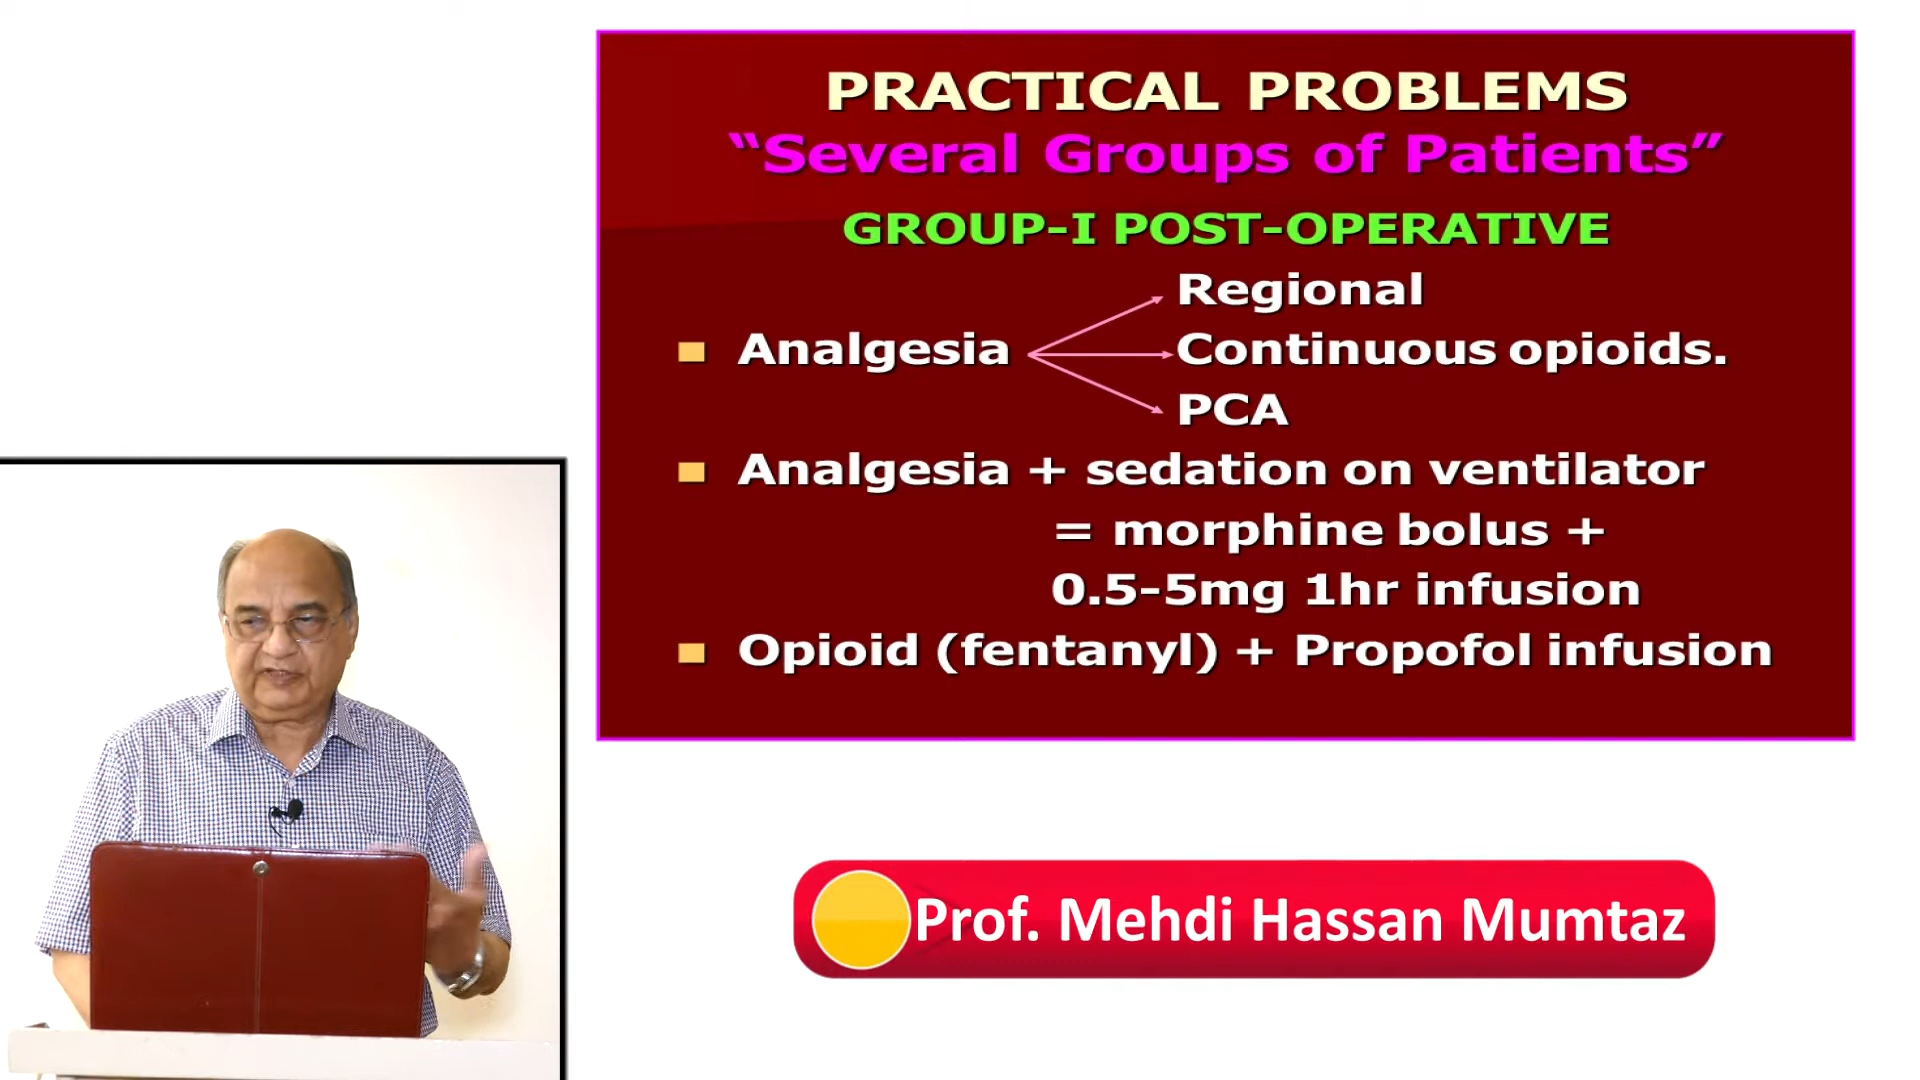 PRACTICAL PROBLEMS
“Several Groups of Patients”
GROUP-I POST-OPERATIVE
Regional
Analgesia
Continuous opioids.
PCA
Analgesia + sedation on ventilator
= morphine bolus +
0.5-5mg 1hr infusion
Opioid (fentanyl) + Propofol infusion
Prof. Mehdi Hassan Mumtaz